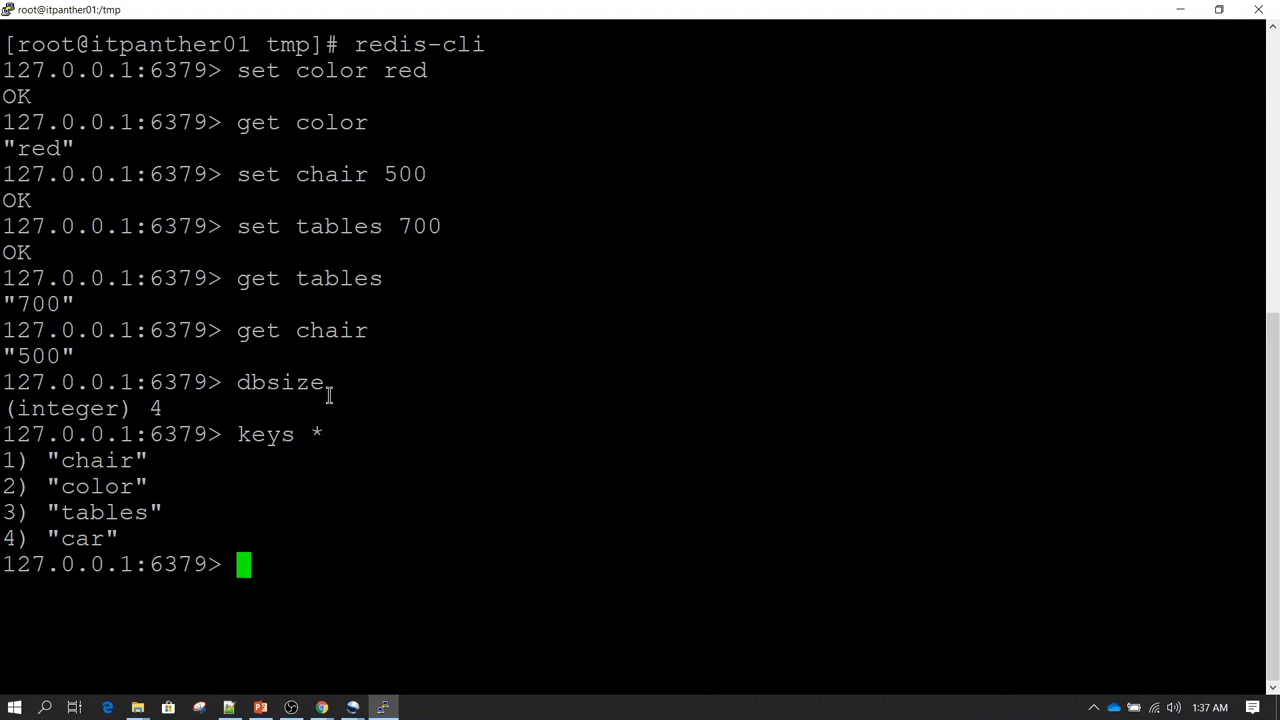 root@itpanther01:/tmp
[root@itpanther01 tmp]# redis-cli
127.0.0.1:6379> set color red
OK
127.0.0.1:6379> get color
"red"
127.0.0.1:6379> set chair 500
OK
127.0.0.1:6379> set tables 700
OK
127.0.0.1:6379> get tables
"700"
127.0.0.1:6379> get chair
"500"
127.0.0.1:6379> dbsize
(integer) 4
127.0.0.1:6379> keys *
1) "chair"
2) "color"
3) "tables"
4) "car"
127.0.0.1:6379>
1:37 AM